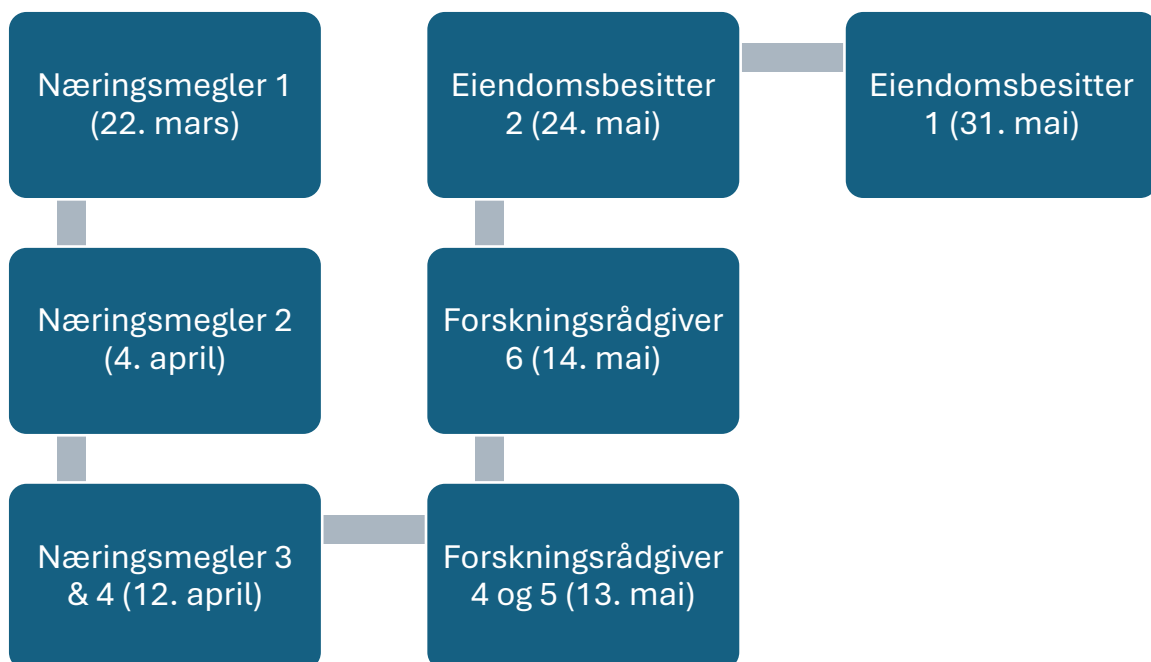 Næringsmegler 1
(22. mars)
Næringsmegler 2
(4. april)
Næringsmegler 3
& 4 (12. april)
Forskningsrådgiver
4 og 5 (13. mai)
Forskningsrådgiver
6 (14. mai)
Eiendomsbesitter
2 (24. mai)
Eiendomsbesitter
1 (31. mai)